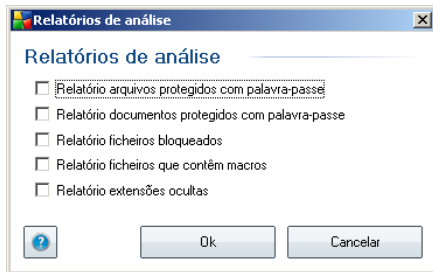 Relatórios de análise
Relatórios de análise
Relatório arquivos protegidos com palavra-passe
Relatório documentos protegidos com palavra-passe
Relatório ficheiros bloqueados
Relatório ficheiros que contêm macros
Relatório extensões ocultas
? Ok Cancelar